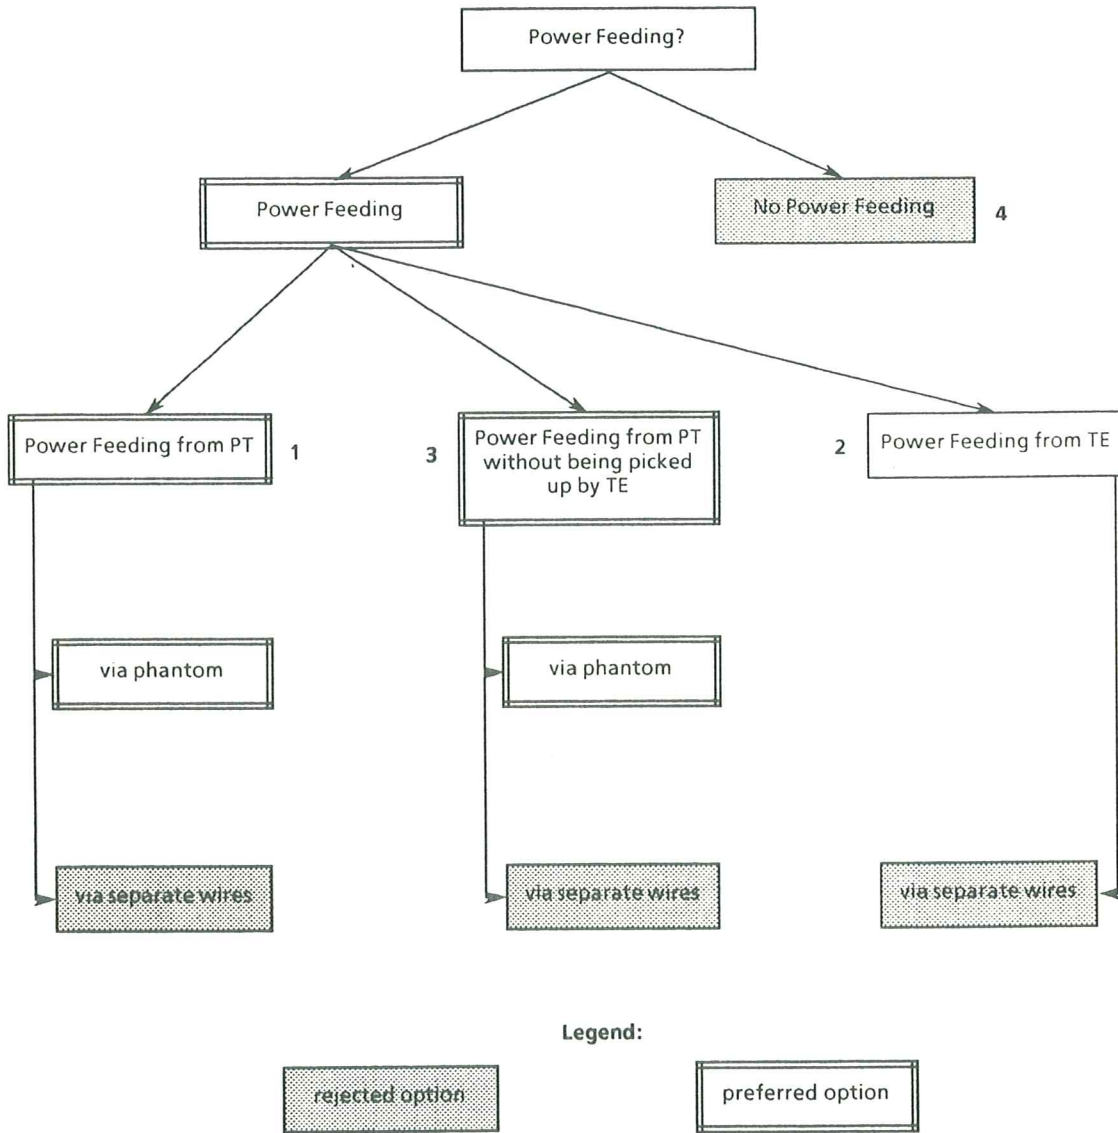 Power Feeding?
Power Feeding
No Power Feeding
4
Power Feeding from PT
1
3
Power Feeding from PT
without being picked
up by TE
2
Power Feeding from TE
via phantom
via phantom
via separate wires
via separate wires
via separate wires
Legend:
rejected option
preferred option